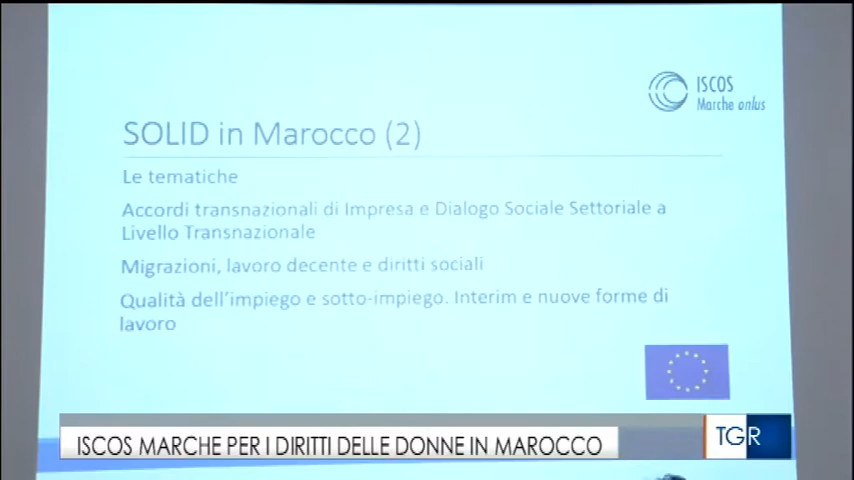 ISCOS
Marche onlus
SOLID in Marocco (2)
Le tematiche
Accordi transnazionali di Impresa e Dialogo Sociale Settoriale a
Livello Transnazionale
Migrazioni, lavoro decente e diritti sociali
Qualità dell'impiego e sotto-impiego. Interim e nuove forme di
lavoro
ISCOS MARCHE PER I DIRITTI DELLE DONNE IN MAROCCO
TGR